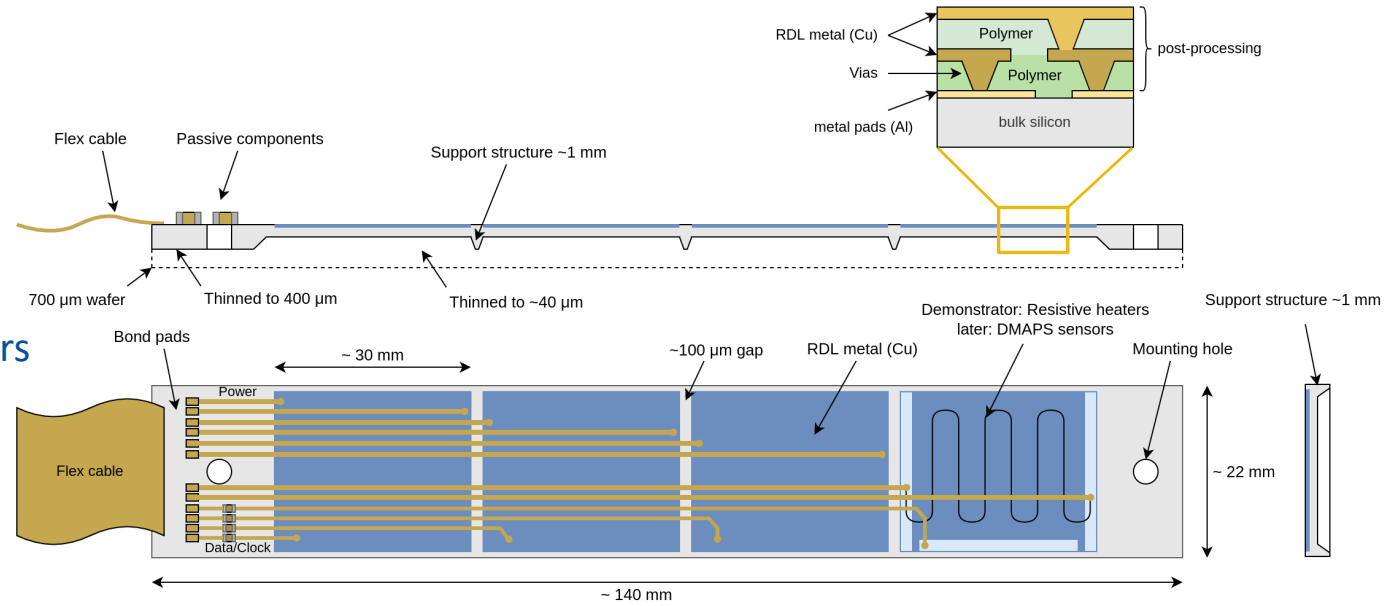 RDL metal (Cu)
Polymer
post-processing
Vias
Polymer
metal pads (Al)
bulk silicon
Flex cable
Passive components
Support structure ~1 mm
700 μm wafer
Thinned to 400 μm
Thinned to ~40 μm
Demonstrator: Resistive heaters
later: DMAPS sensors
Support structure ~1 mm
rs
Bond pads
~ 30 mm
~100 μm gap
RDL metal (Cu)
Mounting hole
Power
Flex cable
~ 22 mm
Data/Clock
~ 140 mm